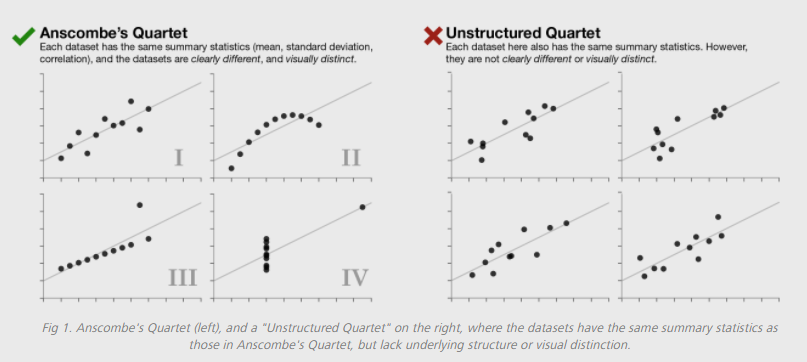 Anscombe's Quartet
Each dataset has the same summary statistics (mean, standard deviation,
correlation), and the datasets are clearly different, and visually distinct.
I
II
III
IV
Unstructured Quartet
Each dataset here also has the same summary statistics. However,
they are not clearly different or visually distinct.
Fig 1. Anscombe's Quartet (left), and a "Unstructured Quartet" on the right, where the datasets have the same summary statistics as
those in Anscombe's Quartet, but lack underlying structure or visual distinction.